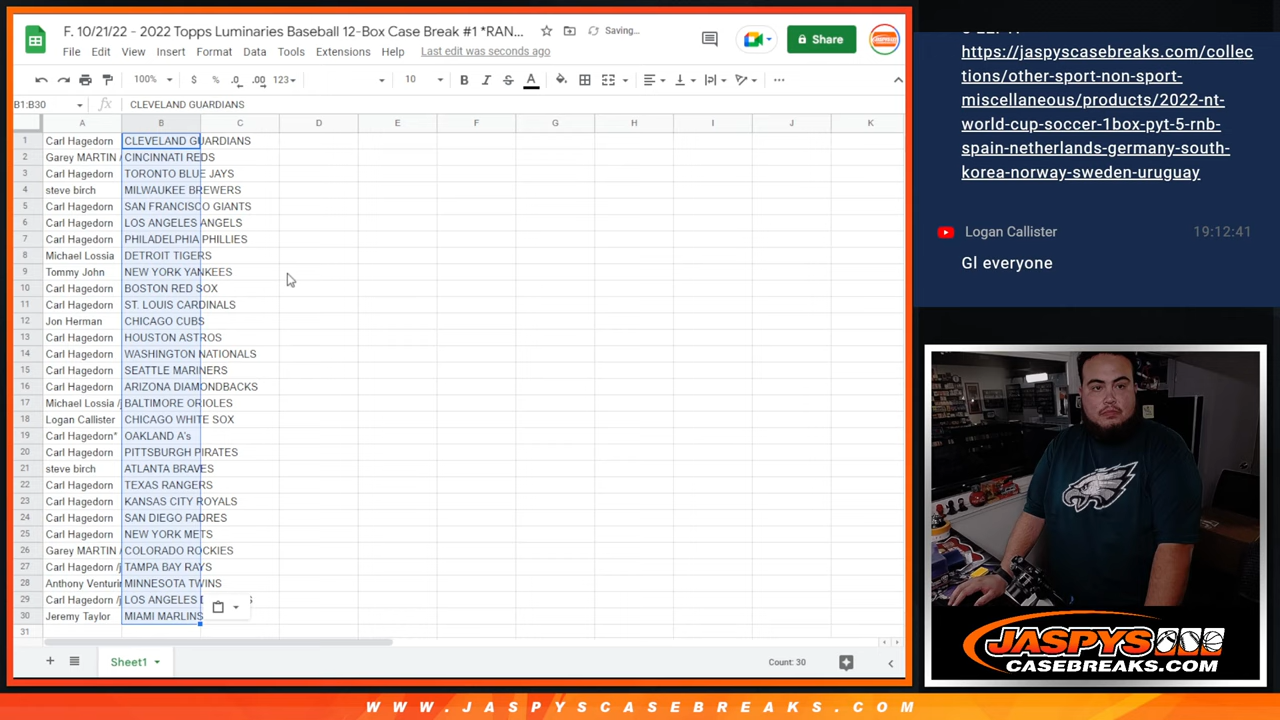 F. 10/21/22 - 2022 Topps Luminaries Baseball 12-Box Case Break #1 *RAN
Saving...
Share
File Edit View Insert Format Data Tools Extensions Help Last edit was seconds ago
100% $ % .0 .00 123 10 B I S A
B1:B30 fx CLEVELAND GUARDIANS
A B C D E F G H I J K
1 Carl Hagedorn CLEVELAND GUARDIANS
2 Garey MARTIN / CINCINNATI REDS
3 Carl Hagedorn TORONTO BLUE JAYS
4 steve birch MILWAUKEE BREWERS
5 Carl Hagedorn SAN FRANCISCO GIANTS
6 Carl Hagedorn LOS ANGELES ANGELS
7 Carl Hagedorn PHILADELPHIA PHILLIES
8 Michael Lossia DETROIT TIGERS
9 Tommy John NEW YORK YANKEES
10 Carl Hagedorn BOSTON RED SOX
11 Carl Hagedorn ST. LOUIS CARDINALS
12 Jon Herman CHICAGO CUBS
13 Carl Hagedorn HOUSTON ASTROS
14 Carl Hagedorn WASHINGTON NATIONALS
15 Carl Hagedorn SEATTLE MARINERS
16 Carl Hagedorn ARIZONA DIAMONDBACKS
17 Michael Lossia / BALTIMORE ORIOLES
18 Logan Callister CHICAGO WHITE SOX
19 Carl Hagedorn* OAKLAND A's
20 Carl Hagedorn PITTSBURGH PIRATES
21 steve birch ATLANTA BRAVES
22 Carl Hagedorn TEXAS RANGERS
23 Carl Hagedorn KANSAS CITY ROYALS
24 Carl Hagedorn SAN DIEGO PADRES
25 Carl Hagedorn NEW YORK METS
26 Garey MARTIN / COLORADO ROCKIES
27 Carl Hagedorn /j TAMPA BAY RAYS
28 Anthony Venturi MINNESOTA TWINS
29 Carl Hagedorn /j LOS ANGELES
30 Jeremy Taylor MIAMI MARLINS
31
Sheet1
Count: 30
https://jaspyscasebreaks.com/collec
tions/other-sport-non-sport-
miscellaneous/products/2022-nt-
world-cup-soccer-1box-pyt-5-rnb-
spain-netherlands-germany-south-
korea-norway-sweden-uruguay
Logan Callister 19:12:41
Gl everyone
JASPYS
CASEBREAKS.COM
WWW.JASPYSCASEBREAKS.COM